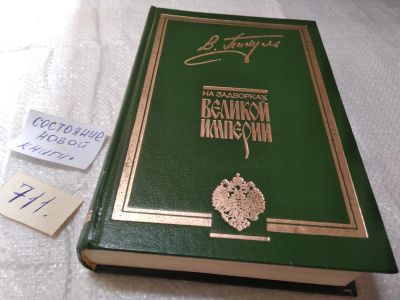 В. Пикуль
НА ЗАДВОРКАХ
ВЕЛИКОЙ
ИМПЕРИИ
СОСТОЯНИЕ
НОВОЙ
КНИГИ.
711.